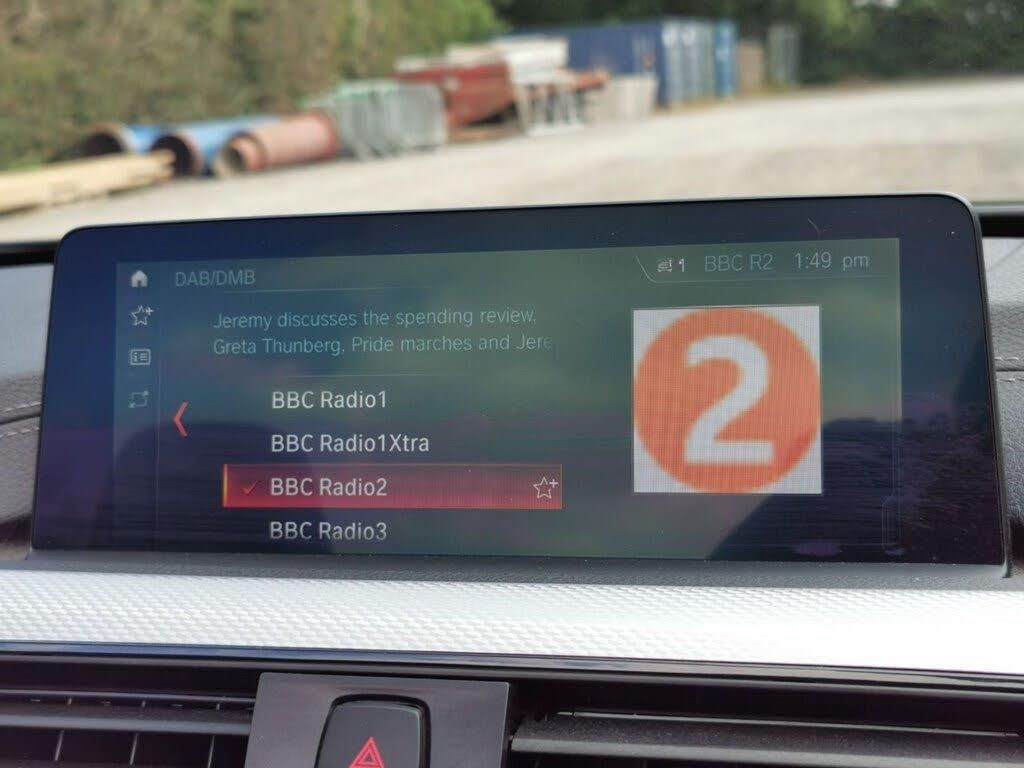 DAB/DMB
1 BBC R2 1:49 pm
Jeremy discusses the spending review,
Greta Thunberg, Pride marches and Jere
BBC Radio1
BBC Radio1Xtra
BBC Radio2
BBC Radio3
2